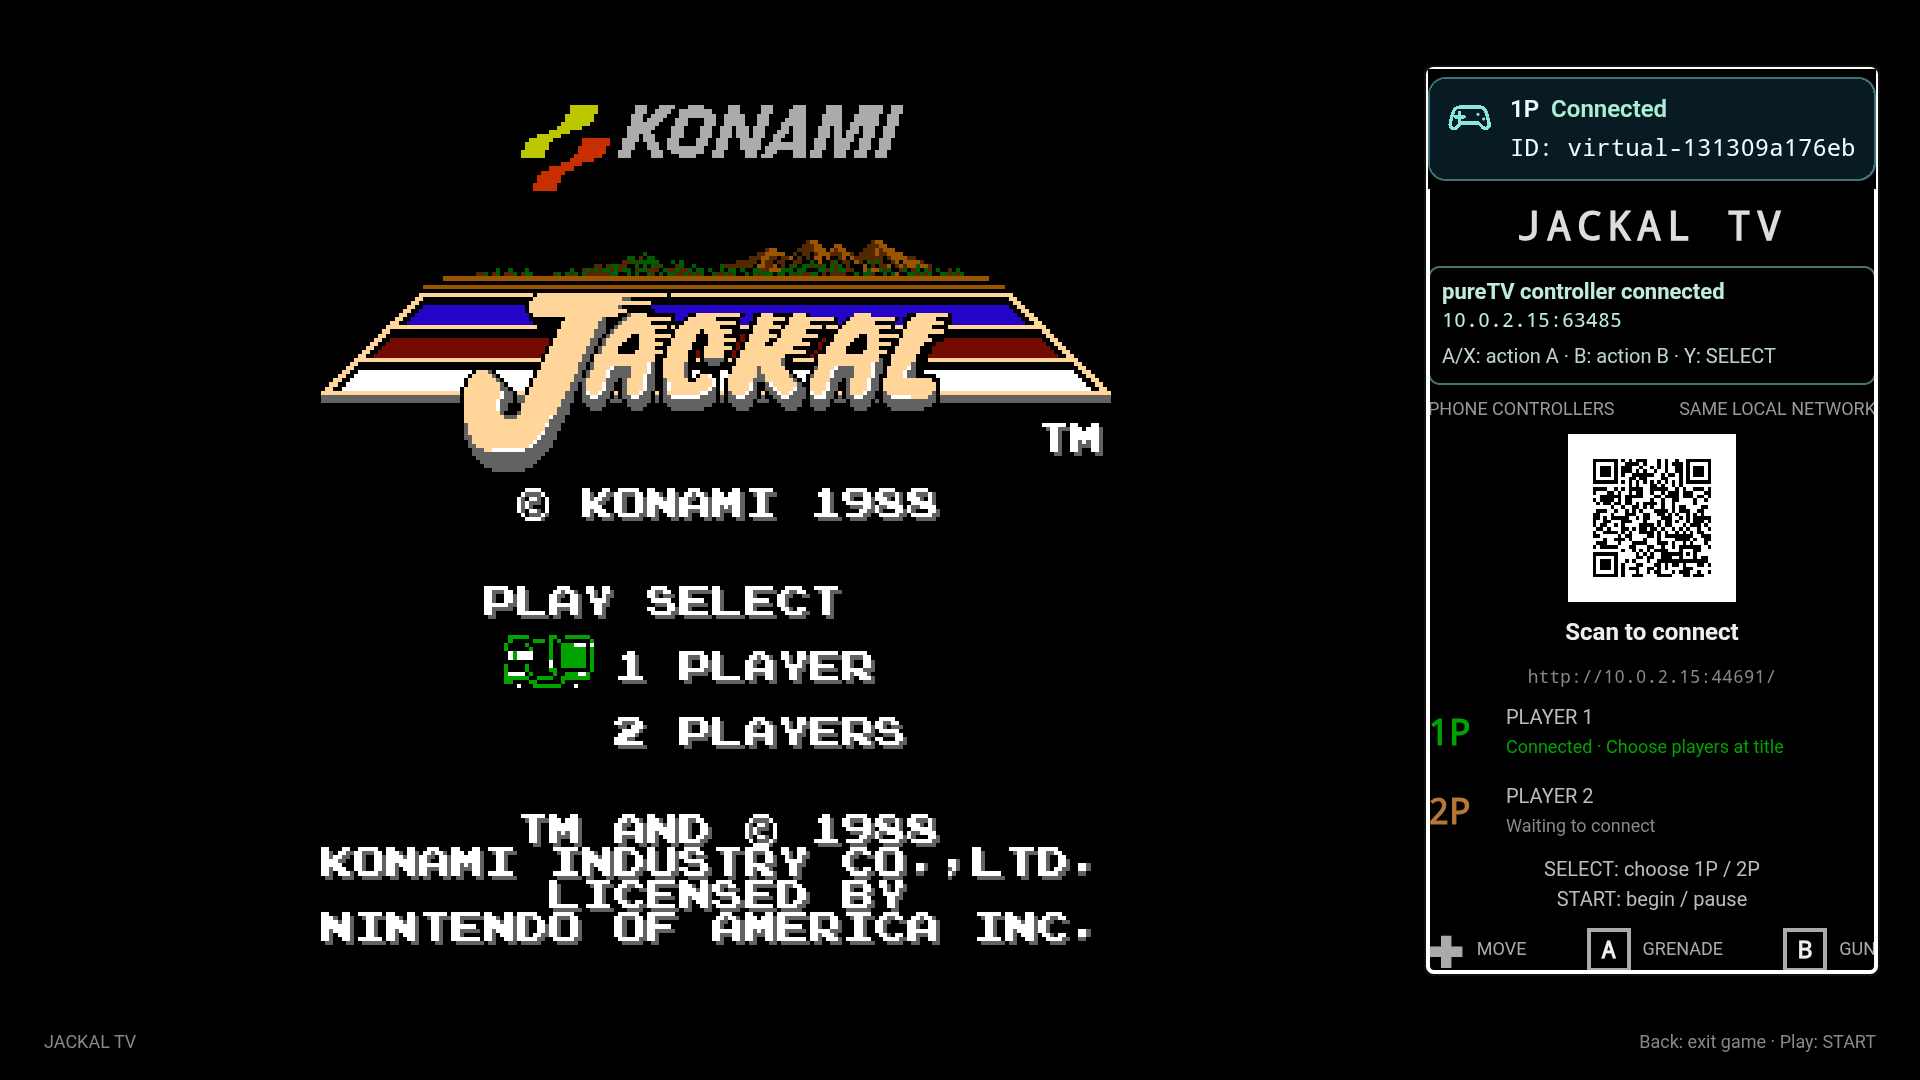 KONAMI
JACKAL
TM
© KONAMI 1988
PLAY SELECT
1 PLAYER
2 PLAYERS
TM AND © 1988
KONAMI INDUSTRY CO.,LTD.
LICENSED BY
NINTENDO OF AMERICA INC.
1P Connected
ID: virtual-131309a176eb
JACKAL TV
pureTV controller connected
10.0.2.15:63485
A/X: action A · B: action B · Y: SELECT
PHONE CONTROLLERS SAME LOCAL NETWORK
Scan to connect
http://10.0.2.15:44691/
1P PLAYER 1
Connected · Choose players at title
2P PLAYER 2
Waiting to connect
SELECT: choose 1P / 2P
START: begin / pause
MOVE A GRENADE B GUN
JACKAL TV
Back: exit game · Play: START